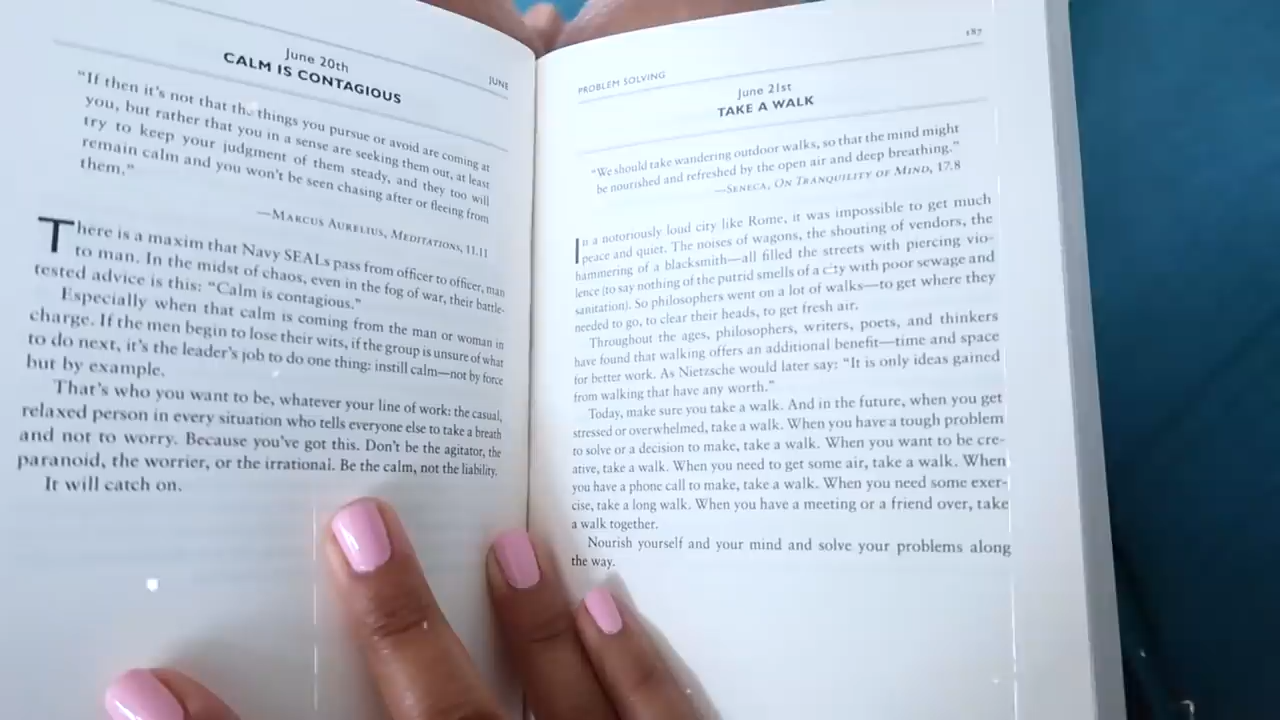 JUNE
June 20th
CALM IS CONTAGIOUS
“If then it’s not that the things you pursue or avoid are coming at
you, but rather that you in a sense are seeking them out, at least
try to keep your judgment of them steady, and they too will
remain calm and you won’t be seen chasing after or fleeing from
them.”
—MARCUS AURELIUS, MEDITATIONS, 11.11
There is a maxim that Navy SEALs pass from officer to officer, man
to man. In the midst of chaos, even in the fog of war, their battle-
tested advice is this: “Calm is contagious.”
Especially when that calm is coming from the man or woman in
charge. If the men begin to lose their wits, if the group is unsure of what
to do next, it’s the leader’s job to do one thing: instill calm—not by force
but by example.
That’s who you want to be, whatever your line of work: the casual,
relaxed person in every situation who tells everyone else to take a breath
and not to worry. Because you’ve got this. Don’t be the agitator, the
paranoid, the worrier, or the irrational. Be the calm, not the liability.
It will catch on.
187
PROBLEM SOLVING
June 21st
TAKE A WALK
“We should take wandering outdoor walks, so that the mind might
be nourished and refreshed by the open air and deep breathing.”
—SENECA, ON TRANQUILITY OF MIND, 17.8
In a notoriously loud city like Rome, it was impossible to get much
peace and quiet. The noises of wagons, the shouting of vendors, the
hammering of a blacksmith—all filled the streets with piercing vio-
lence (to say nothing of the putrid smells of a city with poor sewage and
sanitation). So philosophers went on a lot of walks—to get where they
needed to go, to clear their heads, to get fresh air.
Throughout the ages, philosophers, writers, poets, and thinkers
have found that walking offers an additional benefit—time and space
for better work. As Nietzsche would later say: “It is only ideas gained
from walking that have any worth.”
Today, make sure you take a walk. And in the future, when you get
stressed or overwhelmed, take a walk. When you have a tough problem
to solve or a decision to make, take a walk. When you want to be cre-
ative, take a walk. When you need to get some air, take a walk. When
you have a phone call to make, take a walk. When you need some exer-
cise, take a long walk. When you have a meeting or a friend over, take
a walk together.
Nourish yourself and your mind and solve your problems along
the way.